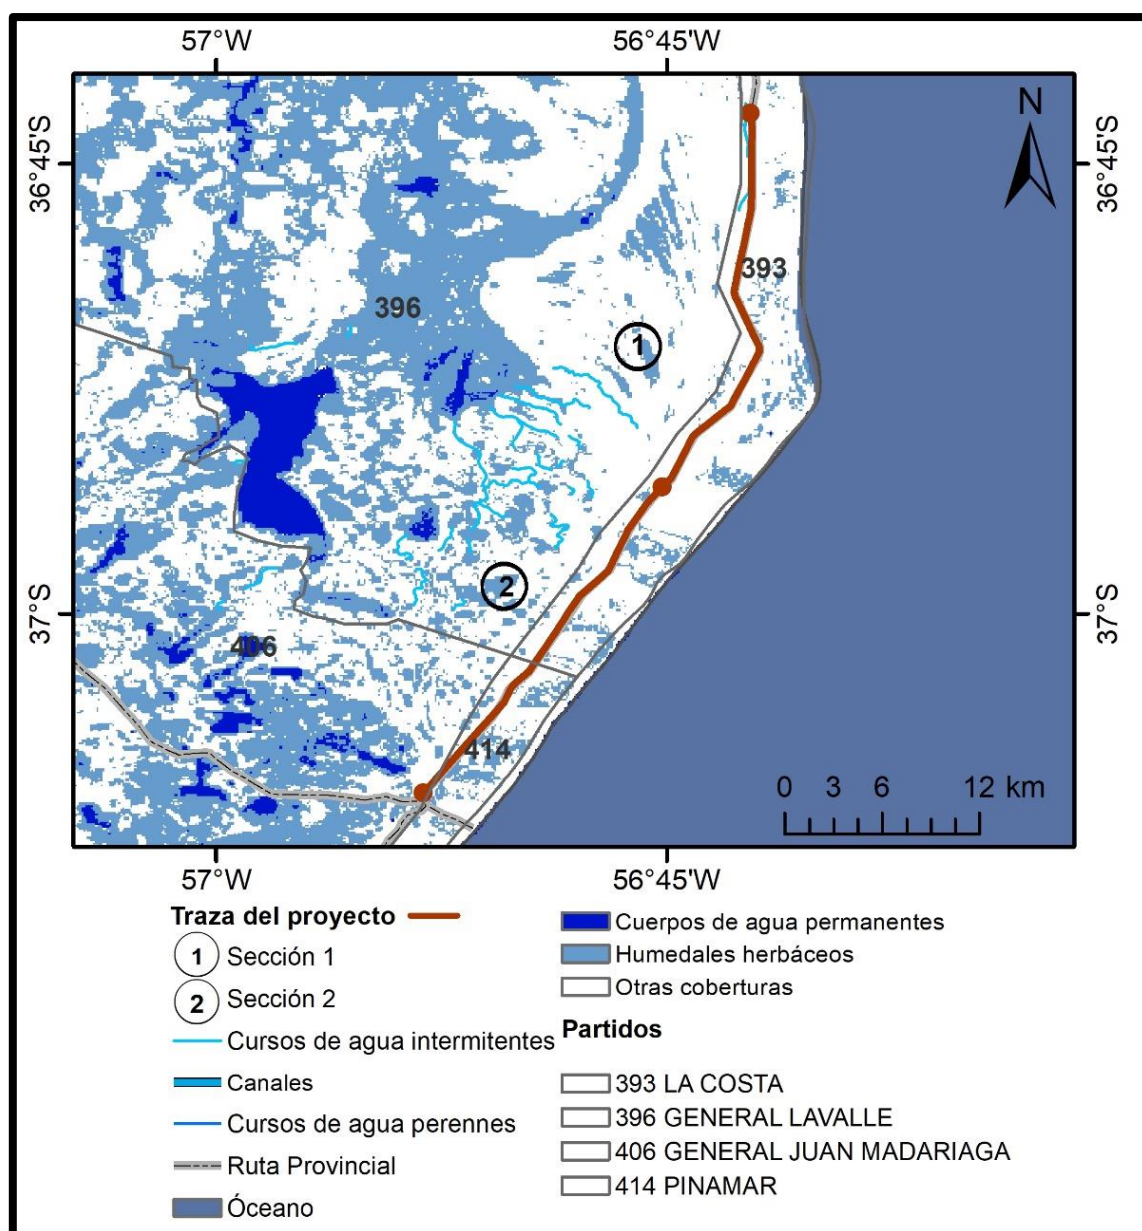 57°W 56°45'W
N
36°45'S 36°45'S
393
396
1
2
37°S 37°S
406
414
0 3 6 12 km
57°W 56°45'W
Traza del proyecto
1 Sección 1
2 Sección 2
Cursos de agua intermitentes
Canales
Cursos de agua perennes
Ruta Provincial
Óceano
Cuerpos de agua permanentes
Humedales herbáceos
Otras coberturas
Partidos
393 LA COSTA
396 GENERAL LAVALLE
406 GENERAL JUAN MADARIAGA
414 PINAMAR